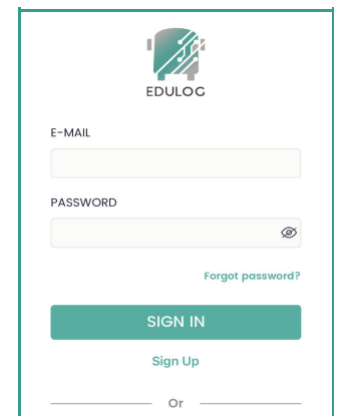 EDULOG
E-MAIL
PASSWORD
Forgot password?
SIGN IN
Sign Up
Or